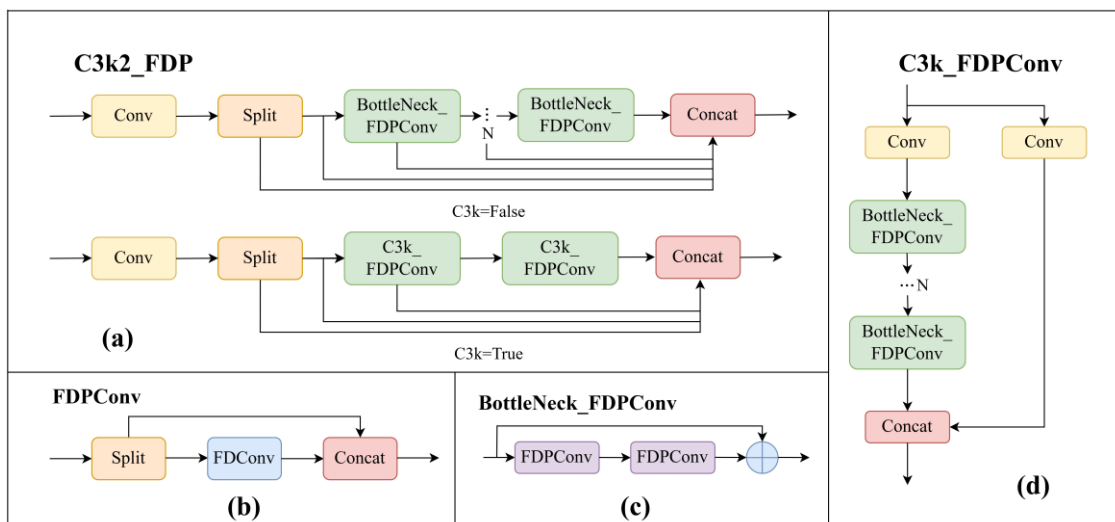 C3k2_FDP
Conv
Split
BottleNeck_
FDPConv
...
N
BottleNeck_
FDPConv
Concat
C3k=False
Conv
Split
C3k_
FDPConv
C3k_
FDPConv
Concat
(a)
C3k=True
FDPConv
Split
FDConv
Concat
(b)
BottleNeck_FDPConv
FDPConv
FDPConv
(c)
C3k_FDPConv
Conv
Conv
BottleNeck_
FDPConv
...N
BottleNeck_
FDPConv
Concat
(d)